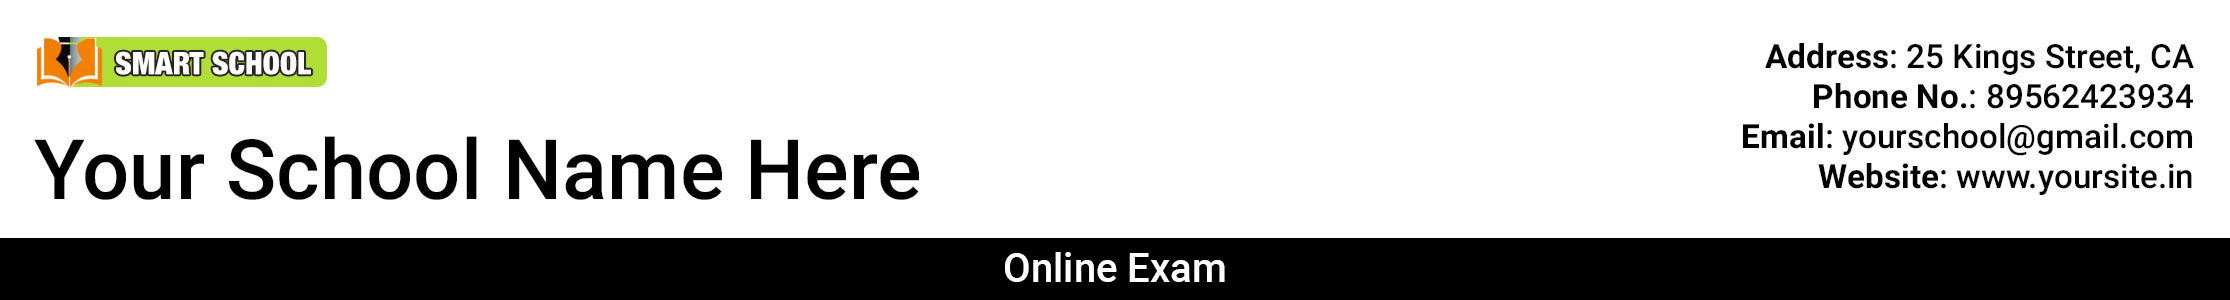 SMART SCHOOL
Your School Name Here
Address: 25 Kings Street, CA
Phone No.: 89562423934
Email: yourschool@gmail.com
Website: www.yoursite.in
Online Exam